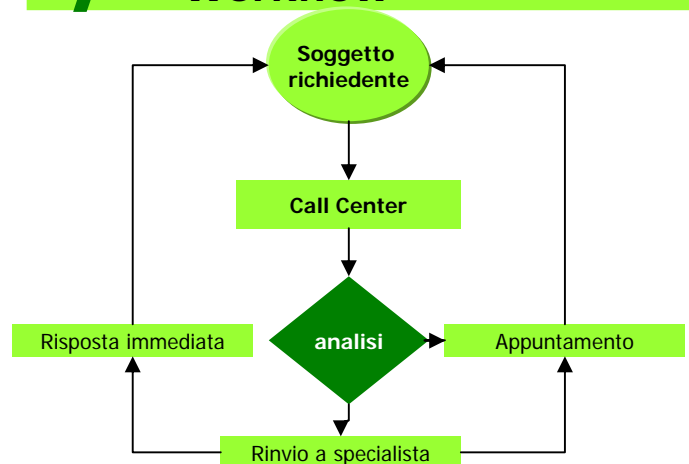 Soggetto
richiedente
Call Center
Risposta immediata
analisi
Appuntamento
Rinvio a specialista